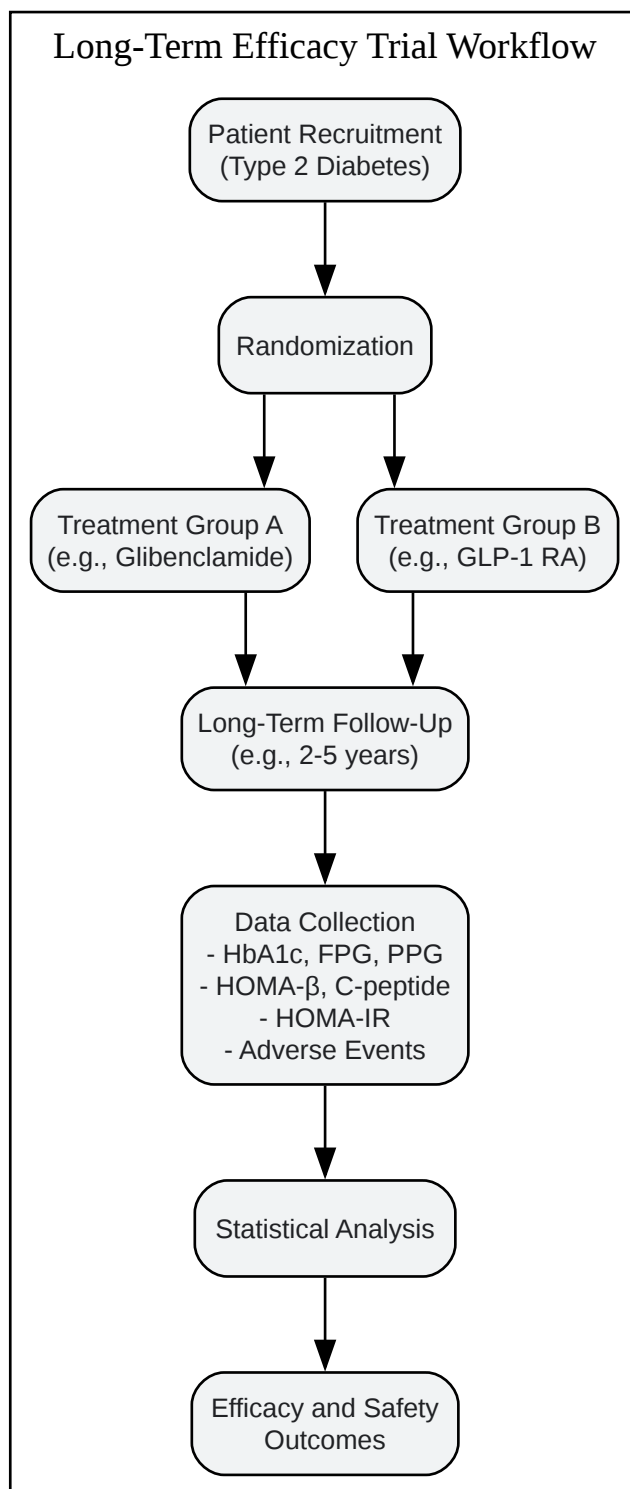 Long-Term Efficacy Trial Workflow
Patient Recruitment
(Type 2 Diabetes)
Randomization
Treatment Group A
(e.g., Glibenclamide)
Treatment Group B
(e.g., GLP-1 RA)
Long-Term Follow-Up
(e.g., 2-5 years)
Data Collection
- HbA1c, FPG, PPG
- HOMA-β, C-peptide
- HOMA-IR
- Adverse Events
Statistical Analysis
Efficacy and Safety
Outcomes